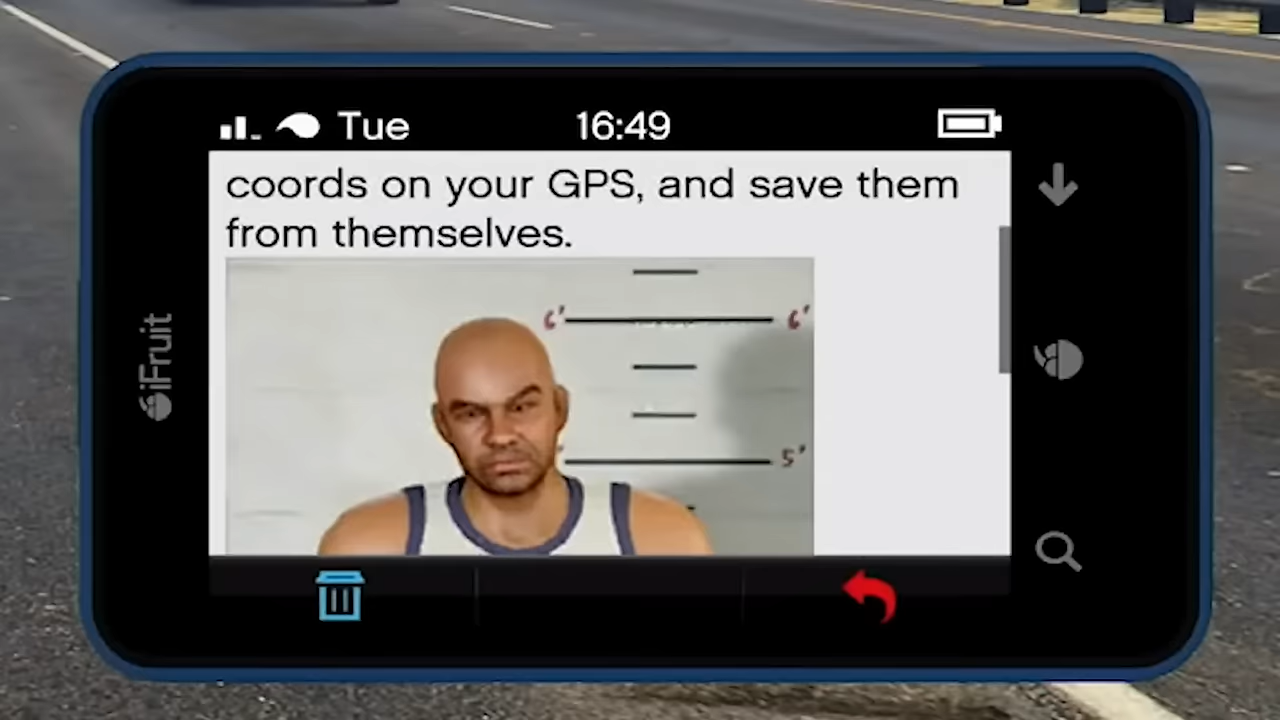 Tue
16:49
coords on your GPS, and save them
from themselves.
6' 6'
5'
iFruit